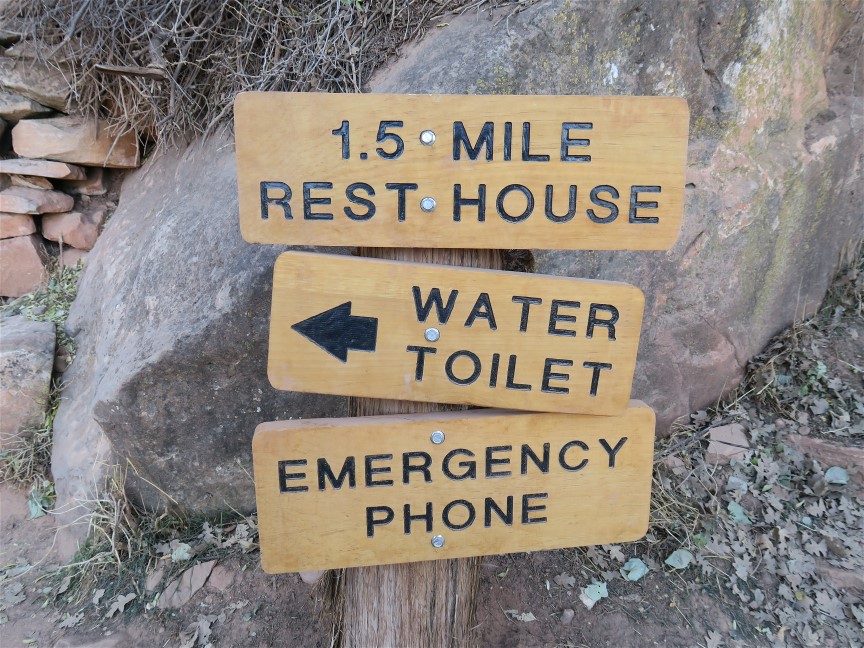 1.5 MILE
REST HOUSE
WATER
TOILET
EMERGENCY
PHONE